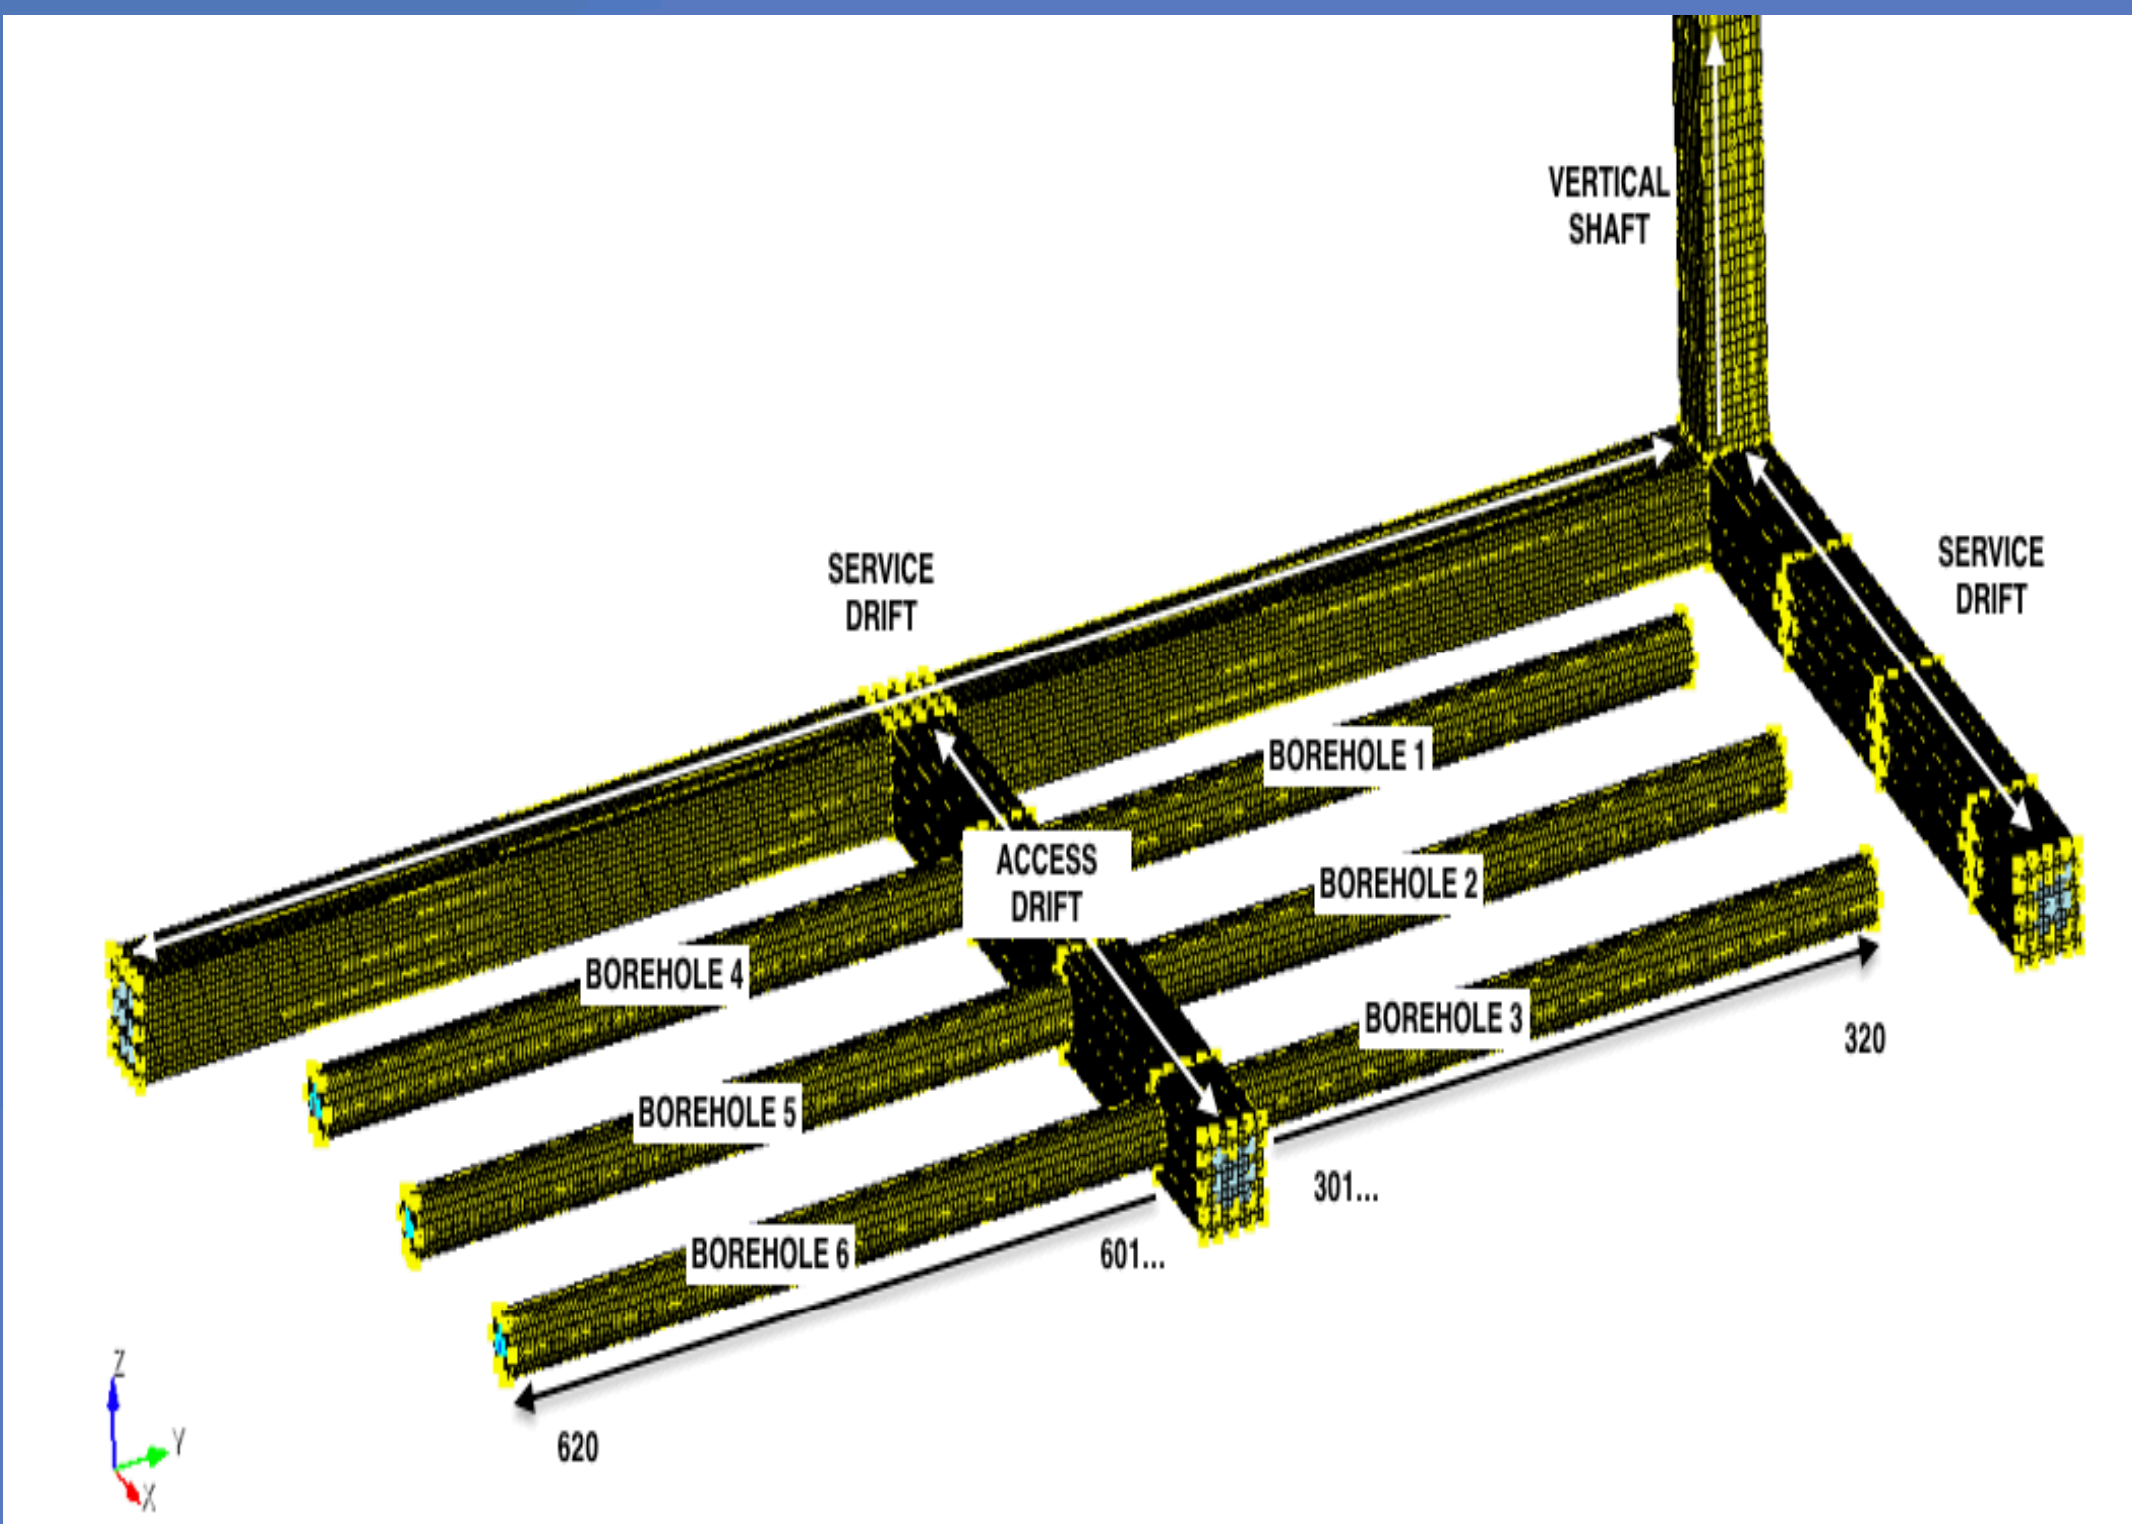 VERTICAL
SHAFT
SERVICE
DRIFT
SERVICE
DRIFT
BOREHOLE 1
ACCESS
DRIFT
BOREHOLE 2
BOREHOLE 4
BOREHOLE 3
320
BOREHOLE 5
301...
BOREHOLE 6
601...
620
Z
Y
X